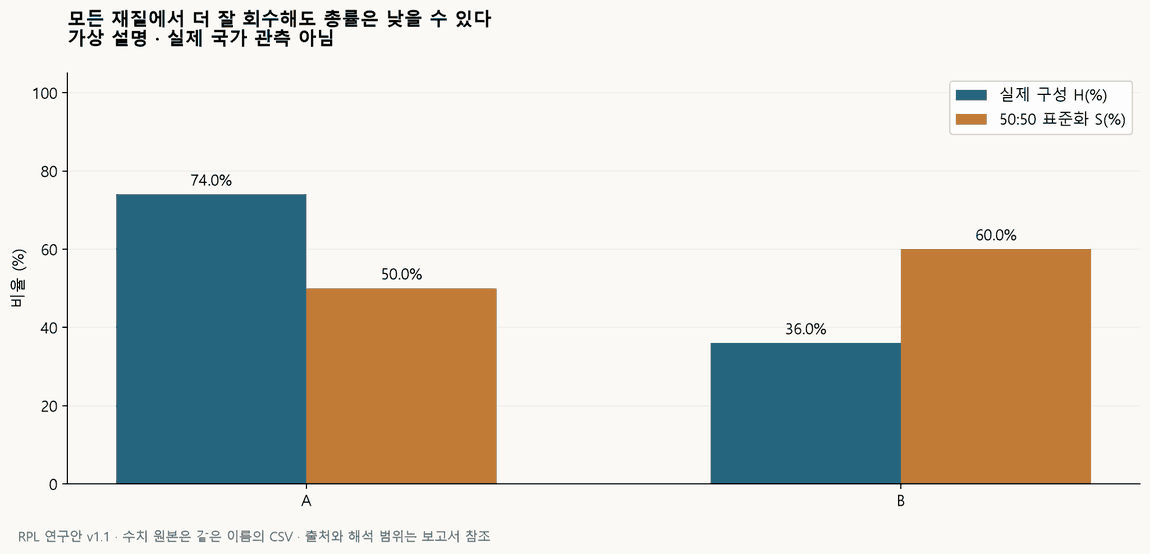 모든 재질에서 더 잘 회수해도 총률은 낮을 수 있다
가상 설명 · 실제 국가 관측 아님
실제 구성 H(%)
50:50 표준화 S(%)
비율 (%)
100
80
60
40
20
0
74.0%
50.0%
36.0%
60.0%
A
B
RPL 연구안 v1.1 · 수치 원본은 같은 이름의 CSV · 출처와 해석 범위는 보고서 참조